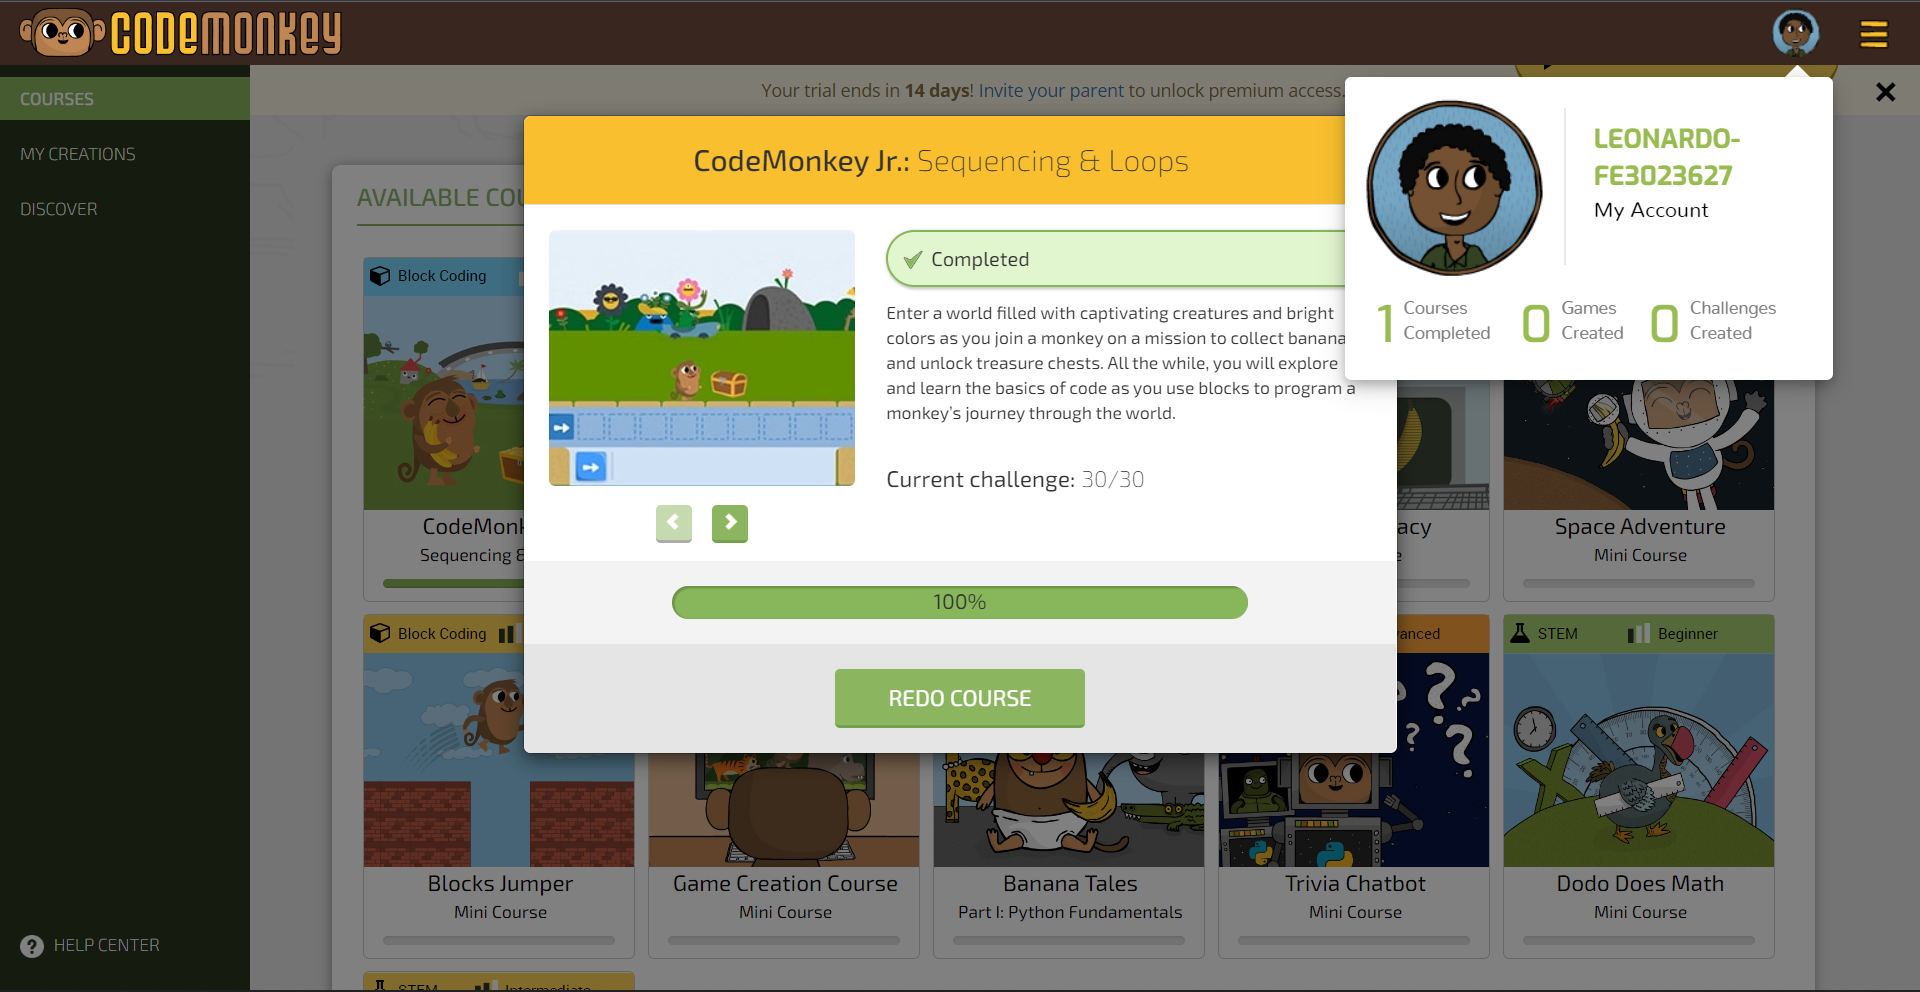 CODEMONKEY
COURSES
MY CREATIONS
DISCOVER
HELP CENTER
Your trial ends in 14 days! Invite your parent to unlock premium access.
LEONARDO-
FE3023627
My Account
1 Courses Completed
0 Games Created
0 Challenges Created
CodeMonkey Jr.: Sequencing & Loops
Completed
Enter a world filled with captivating creatures and bright
colors as you join a monkey on a mission to collect banana
and unlock treasure chests. All the while, you will explore
and learn the basics of code as you use blocks to program a
monkey's journey through the world.
Current challenge: 30/30
100%
REDO COURSE
AVAILABLE
Block Coding
Sequencing &
Space Adventure
Mini Course
Block Coding
STEM
Beginner
Blocks Jumper
Mini Course
Game Creation Course
Mini Course
Banana Tales
Part I: Python Fundamentals
Trivia Chatbot
Mini Course
Dodo Does Math
Mini Course
STEM
Intermediate